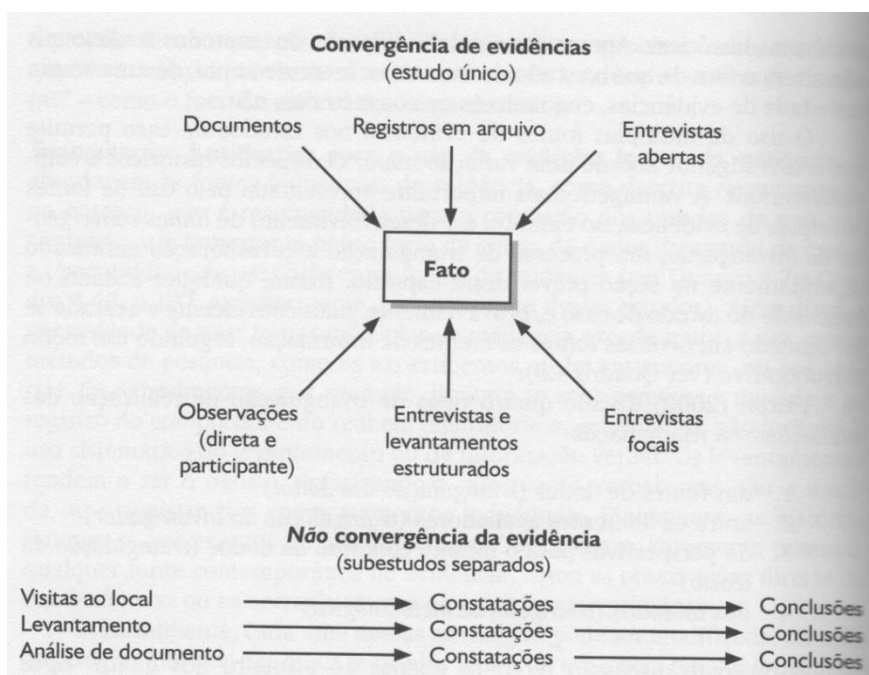 Convergência de evidências
(estudo único)
Documentos Registros em arquivo Entrevistas
abertas
Fato
Observações
(direta e
participante)
Entrevistas e
levantamentos
estruturados
Entrevistas
focais
Não convergência da evidência
(subestudos separados)
Visitas ao local Constatações Conclusões
Levantamento Constatações Conclusões
Análise de documento Constatações Conclusões